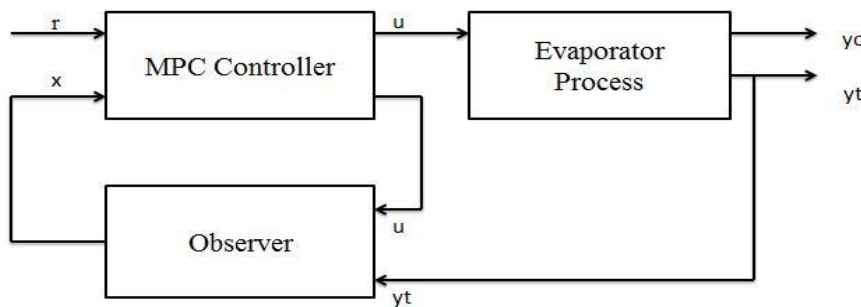 r
u
yc
MPC Controller
Evaporator
Process
x
yt
Observer
u
yt